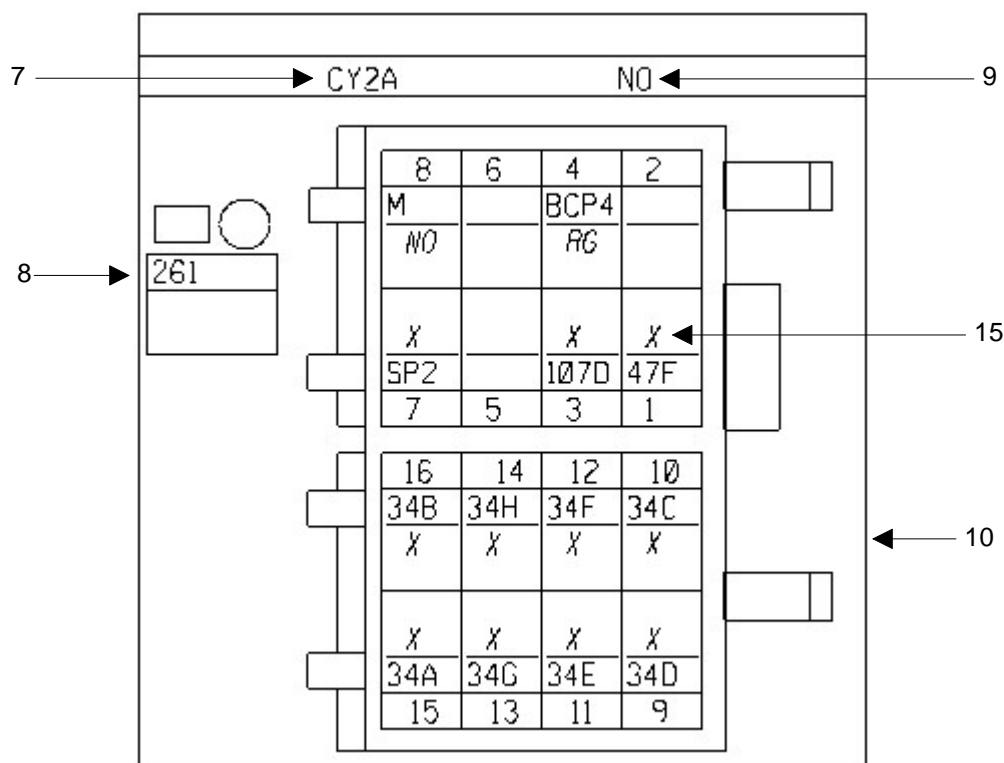 7 CY2A NO 9
8 6 4 2
M BCP4
NO RG
8 261
X X X 15
SP2 107D 47F
7 5 3 1
16 14 12 10
34B 34H 34F 34C
X X X X 10
X X X X
34A 34G 34E 34D
15 13 11 9